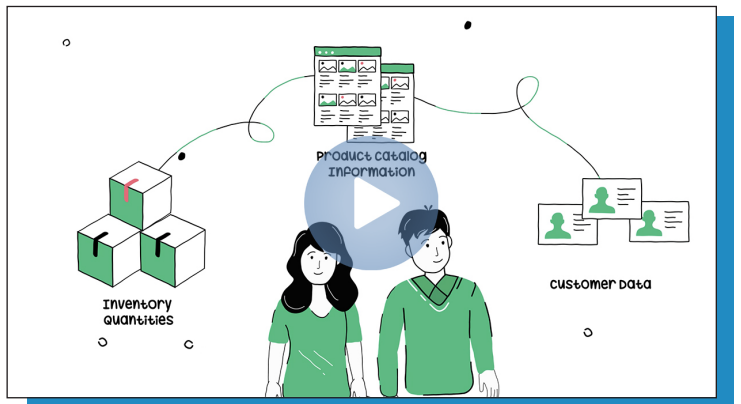 Product Catalog
Information
Customer Data
Inventory
Quantities